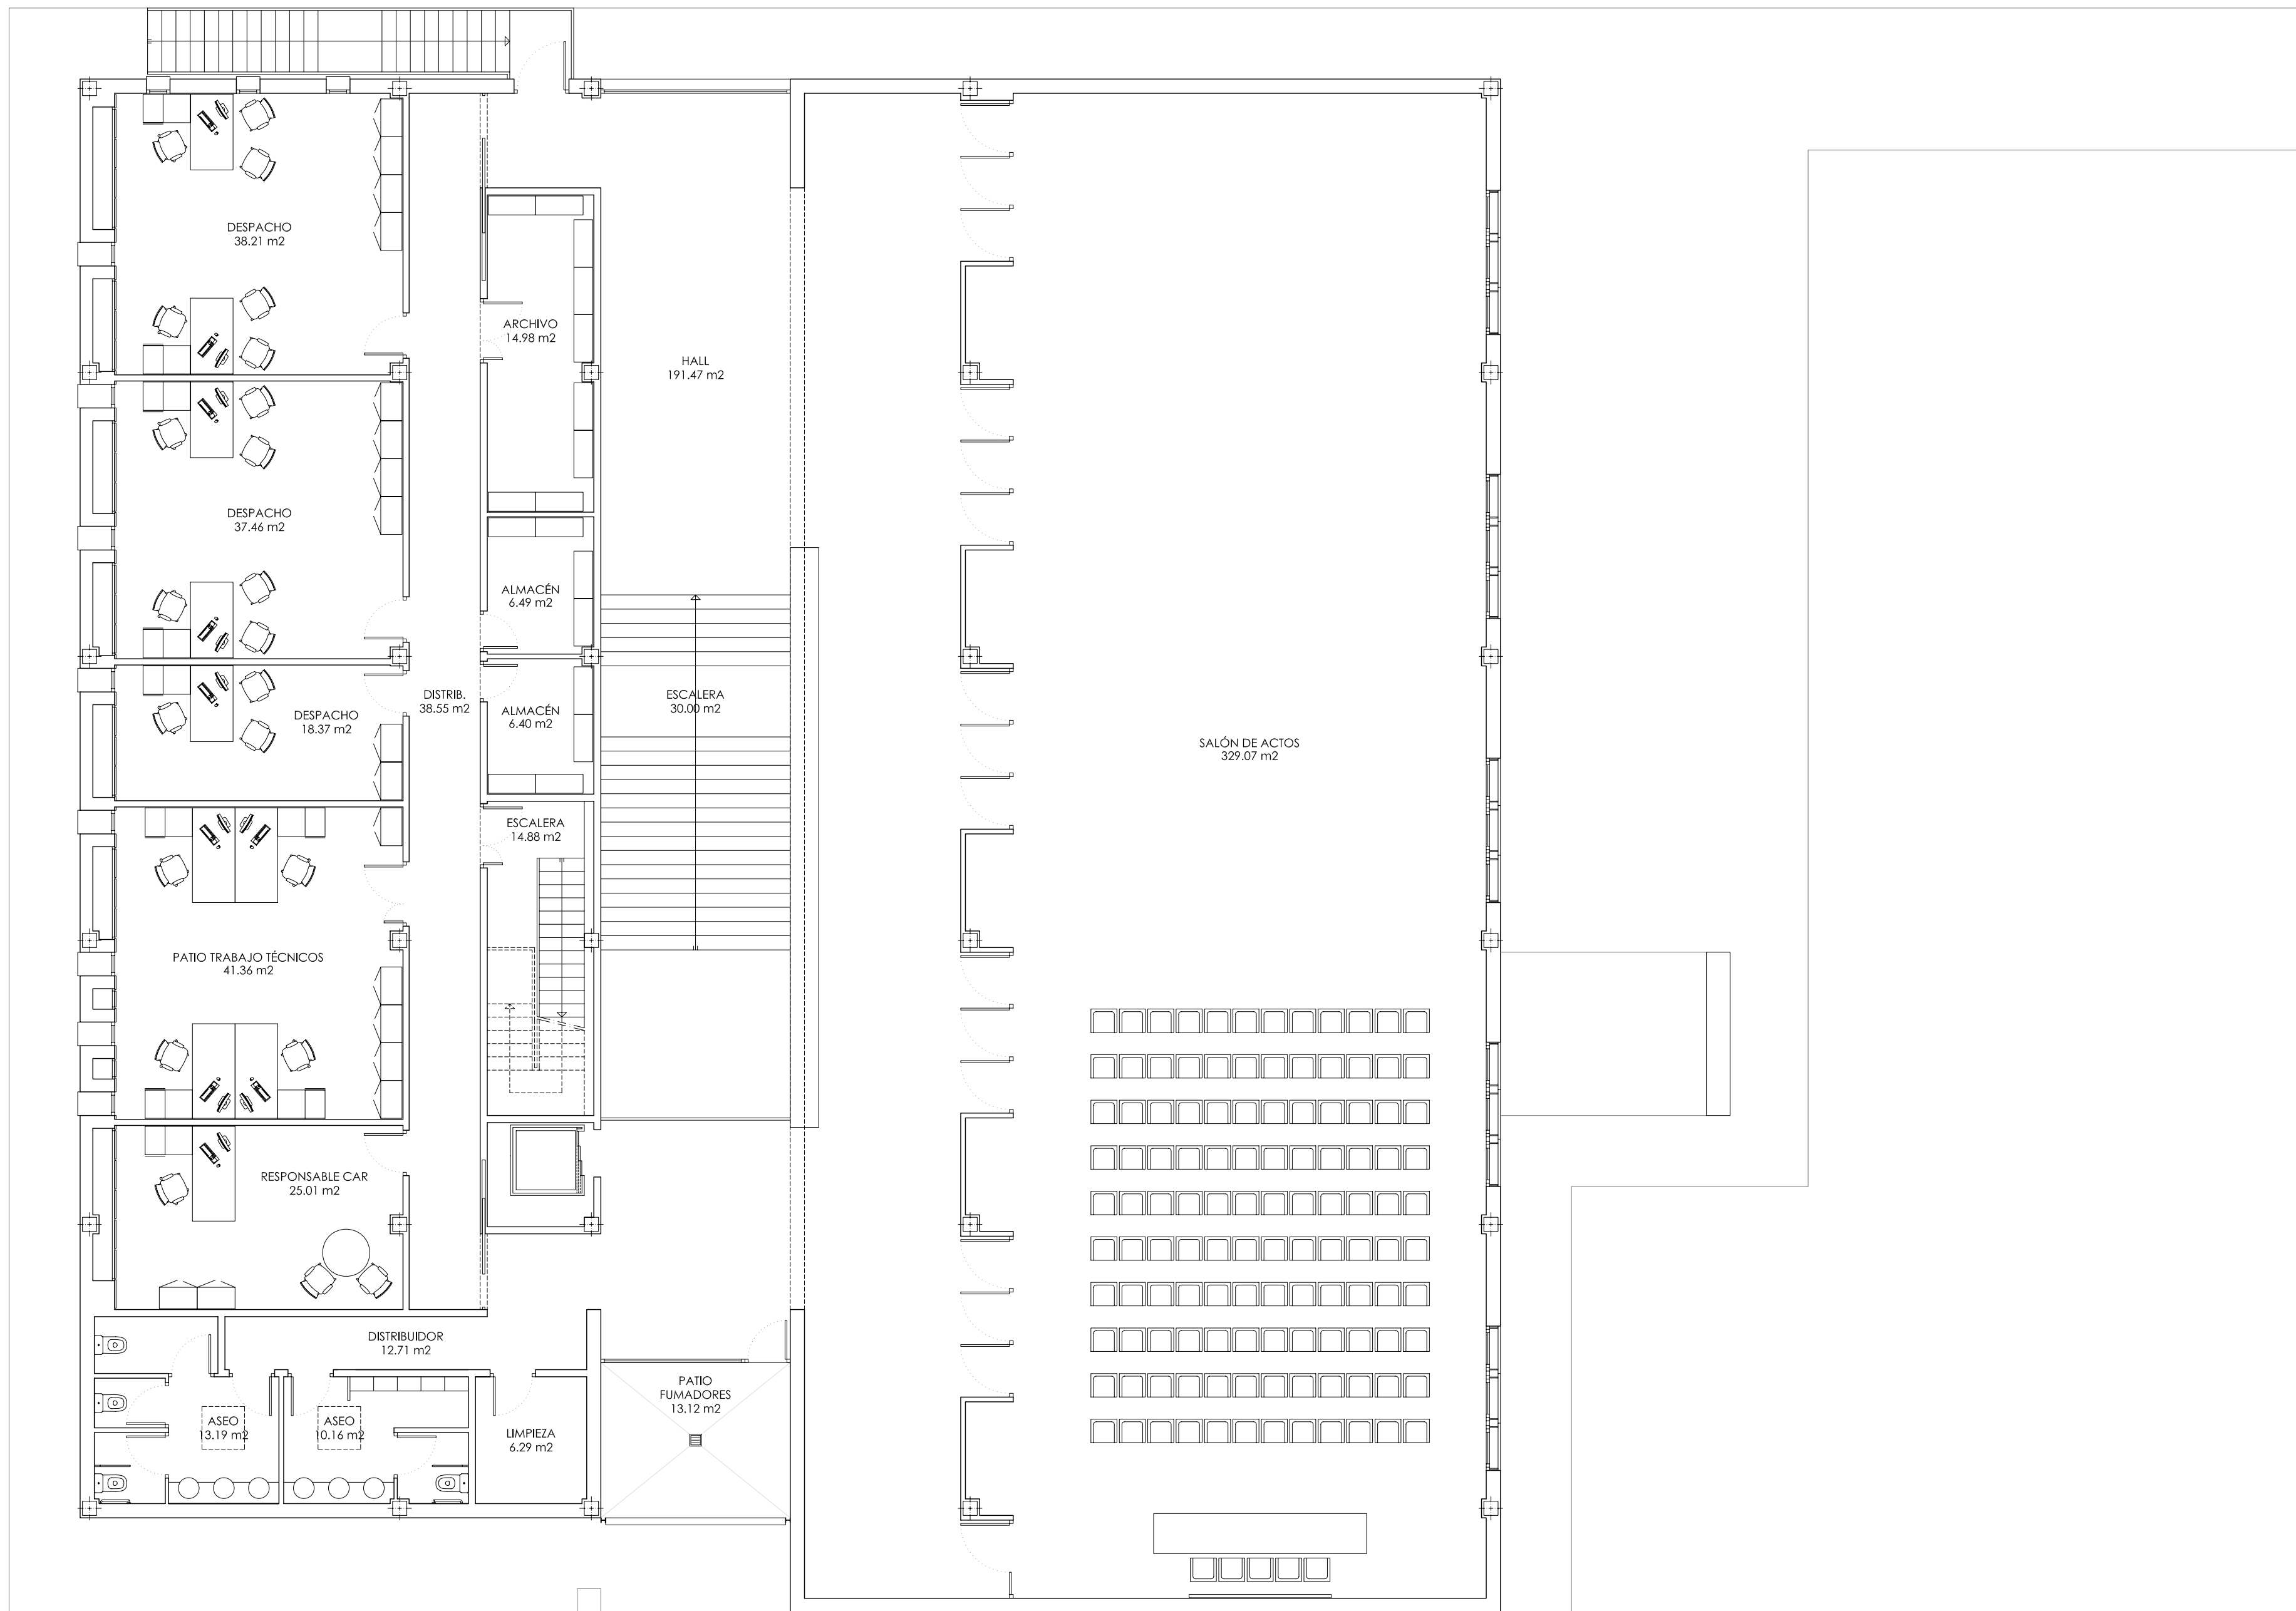 DESPACHO
38.21 m2
ARCHIVO
14.98 m2
HALL
191.47 m2
DESPACHO
37.46 m2
ALMACÉN
6.49 m2
DESPACHO
18.37 m2
DISTRIB.
38.55 m2
ALMACÉN
6.40 m2
ESCALERA
30.00 m2
SALÓN DE ACTOS
329.07 m2
ESCALERA
14.88 m2
PATIO TRABAJO TÉCNICOS
41.36 m2
RESPONSABLE CAR
25.01 m2
DISTRIBUIDOR
12.71 m2
PATIO
FUMADORES
13.12 m2
ASEO
13.19 m2
ASEO
10.16 m2
LIMPIEZA
6.29 m2